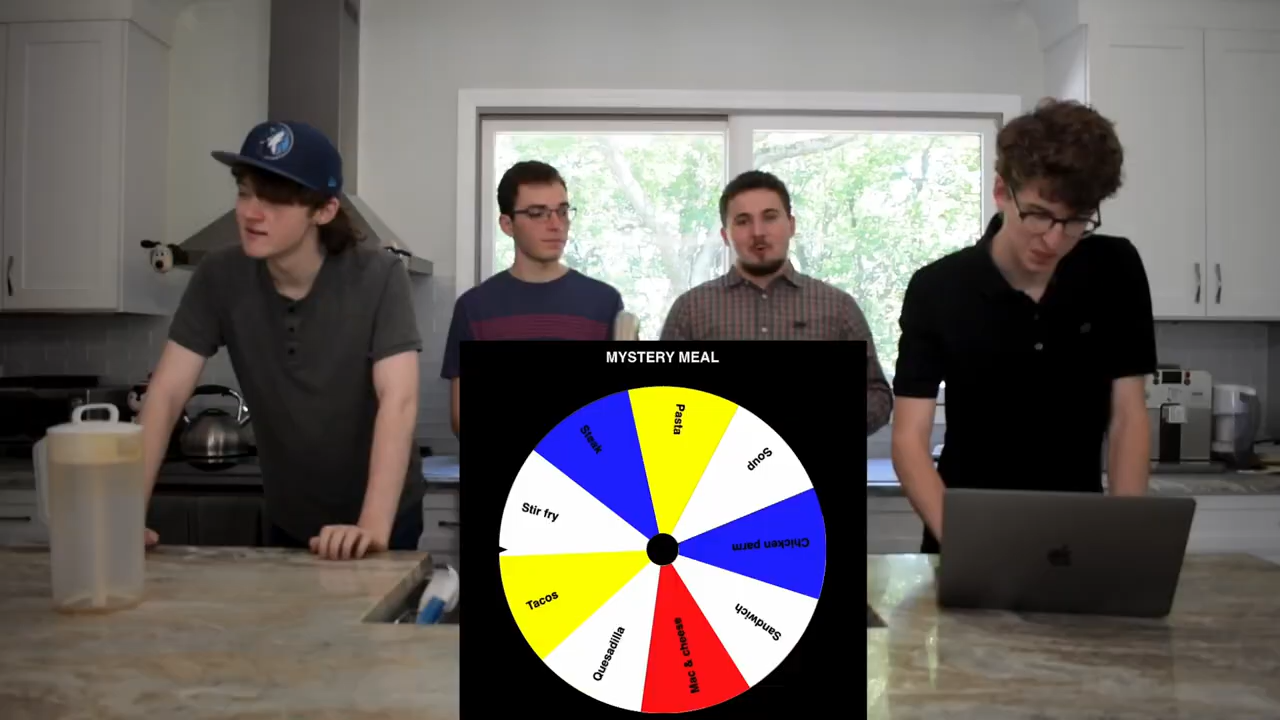 MYSTERY MEAL
Pasta
Soup
Chicken parm
Sandwich
Mac & cheese
Quesadilla
Tacos
Stir fry
Steak